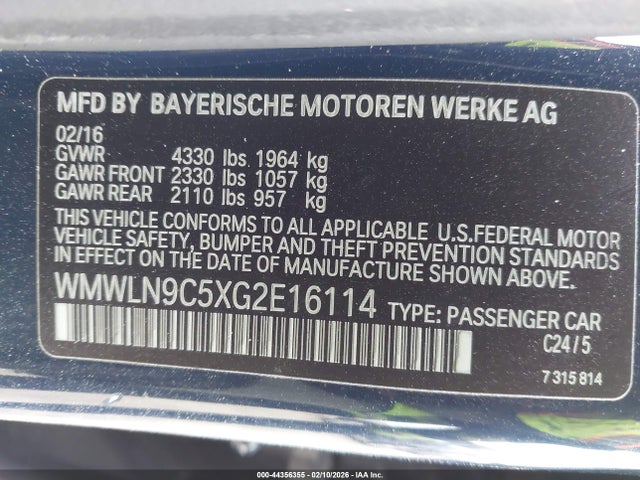 MFD BY BAYERISCHE MOTOREN WERKE AG
02/16
GVWR 4330 lbs 1964 kg
GAWR FRONT 2330 lbs 1057 kg
GAWR REAR 2110 lbs 957 kg
THIS VEHICLE CONFORMS TO ALL APPLICABLE U.S.FEDERAL MOTOR
VEHICLE SAFETY, BUMPER AND THEFT PREVENTION STANDARDS
IN EFFECT ON THE DATE OF MANUFACTURE SHOWN ABOVE.
WMWLN9C5XG2E16114 TYPE: PASSENGER CAR
C24/5
7 315 814
000-44356355 - 02/10/2026 - IAA Inc.